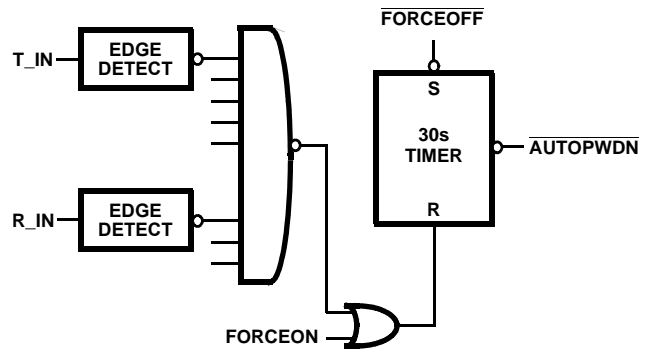 FORCEOFF
T_IN
EDGE
DETECT
S
30s
TIMER
AUTOPWDN
R_IN
EDGE
DETECT
R
FORCEON